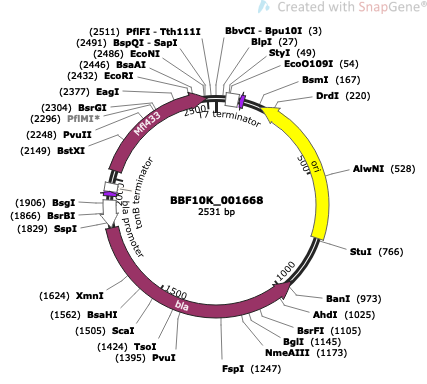 Created with SnapGene®
(2511) PflFI - Tth111I
(2491) BspQI - SapI
(2486) EcoNI
(2446) BsaAI
(2432) EcoRI
(2377) EagI
(2304) BsrGI
(2296) PflMI*
(2248) PvuII
(2149) BstXI
(1906) BsgI
(1866) BsrBI
(1829) SspI
(1624) XmnI
(1562) BsaHI
(1505) ScaI
(1424) TsoI
(1395) PvuI
BbvCI - Bpu10I (3)
BlpI (27)
StyI (49)
EcoO109I (54)
BsmI (167)
DrdI (220)
AlwNI (528)
StuI (766)
BanI (973)
AhdI (1025)
BsrFI (1105)
BglI (1145)
NmeAIII (1173)
FspI (1247)
T7 terminator
Mfl433
ori
bla
bla promoter
rrnB terminator
500
1000
1500
2500
BBF10K_001668
2531 bp